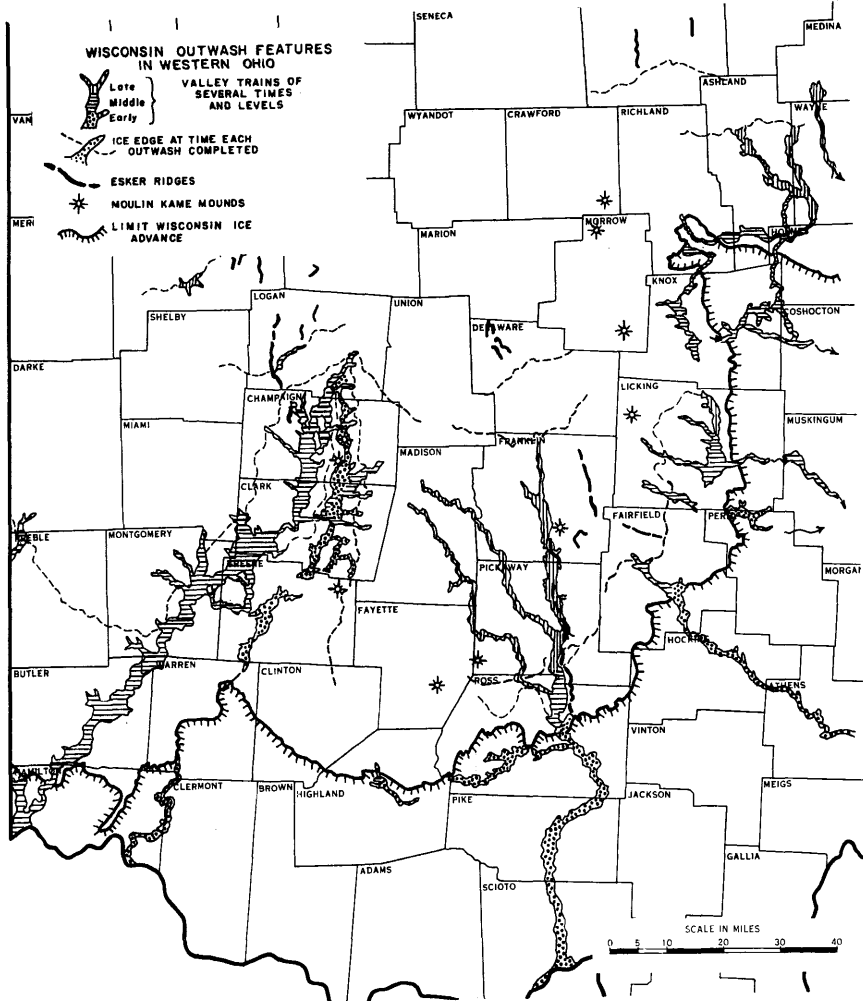 SENECA
MEDINA
WISCONSIN OUTWASH FEATURES
IN WESTERN OHIO
Late
Middle
Early
VALLEY TRAINS OF
SEVERAL TIMES
AND LEVELS
ICE EDGE AT TIME EACH
OUTWASH COMPLETED
ESKER RIDGES
MOULIN KAME MOUNDS
LIMIT WISCONSIN ICE
ADVANCE
ASHLAND
VAN
WYANDOT
CRAWFORD
RICHLAND
WAYNE
MER
MARION
MORROW
HOLMES
KNOX
LOGAN
UNION
SHELBY
DELAWARE
COSHOCTON
DARKE
CHAMPAIGN
LICKING
MIAMI
MUSKINGUM
MADISON
FRANKLIN
CLARK
FAIRFIELD
PERRY
PREBLE
MONTGOMERY
GREENE
PICKAWAY
MORGAN
FAYETTE
HOCKING
BUTLER
WARREN
CLINTON
ROSS
ATHENS
VINTON
HAMILTON
CLERMONT
BROWN
HIGHLAND
PIKE
JACKSON
MEIGS
GALLIA
ADAMS
SCIOTO
SCALE IN MILES
0 5 10 20 30 40